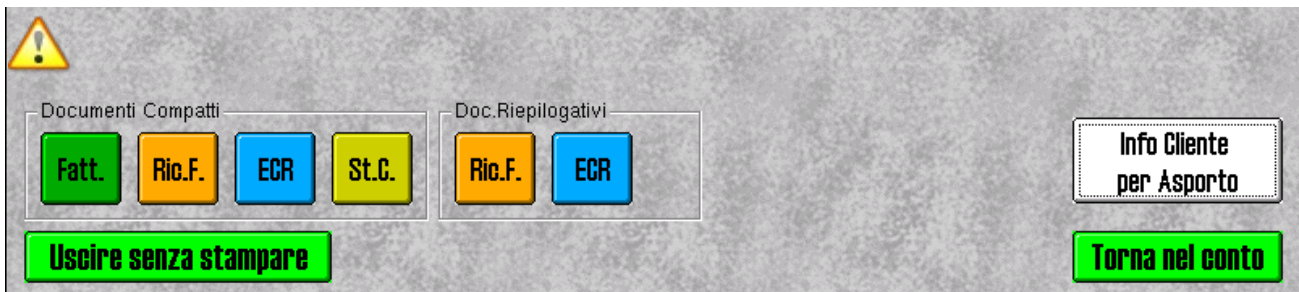 Documenti Compatti
Doc.Riepilogativi
Fatt.
Ric.F.
ECR
St.C.
Ric.F.
ECR
Info Cliente
per Asporto
Uscire senza stampare
Torna nel conto